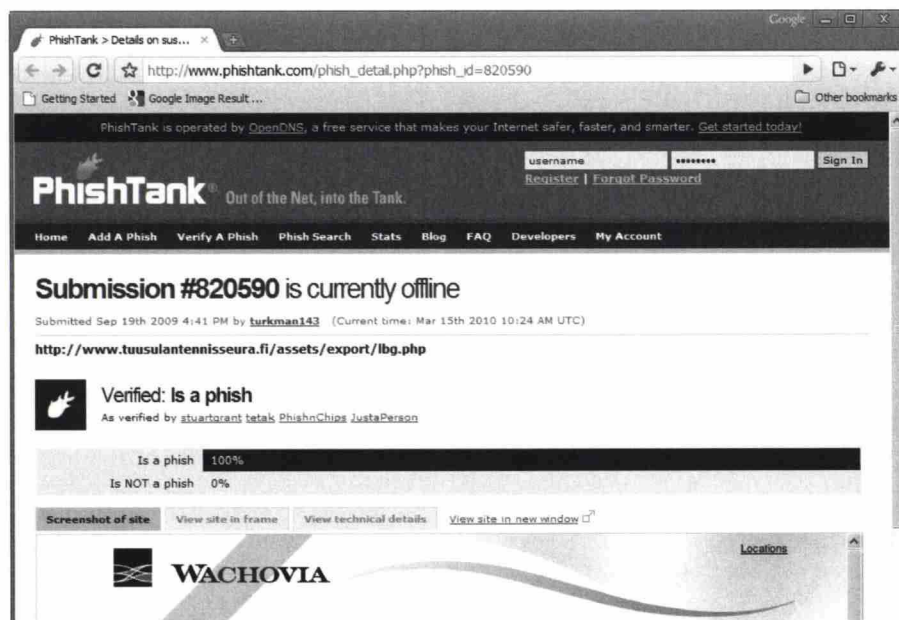 Google
PhishTank > Details on sus... ×
http://www.phishtank.com/phish_detail.php?phish_id=820590
Getting Started Google Image Result ... Other bookmarks
PhishTank is operated by OpenDNS, a free service that makes your Internet safer, faster, and smarter. Get started today!
username •••••••• Sign In
Register | Forgot Password
PhishTank® Out of the Net, into the Tank.
Home Add A Phish Verify A Phish Phish Search Stats Blog FAQ Developers My Account
Submission #820590 is currently offline
Submitted Sep 19th 2009 4:41 PM by turkman143 (Current time: Mar 15th 2010 10:24 AM UTC)
http://www.tuusulantennisseura.fi/assets/export/lbg.php
Verified: Is a phish
As verified by stuartgrant tetak PhishnChips JustaPerson
Is a phish 100%
Is NOT a phish 0%
Screenshot of site View site in frame View technical details View site in new window
Locations
WACHOVIA